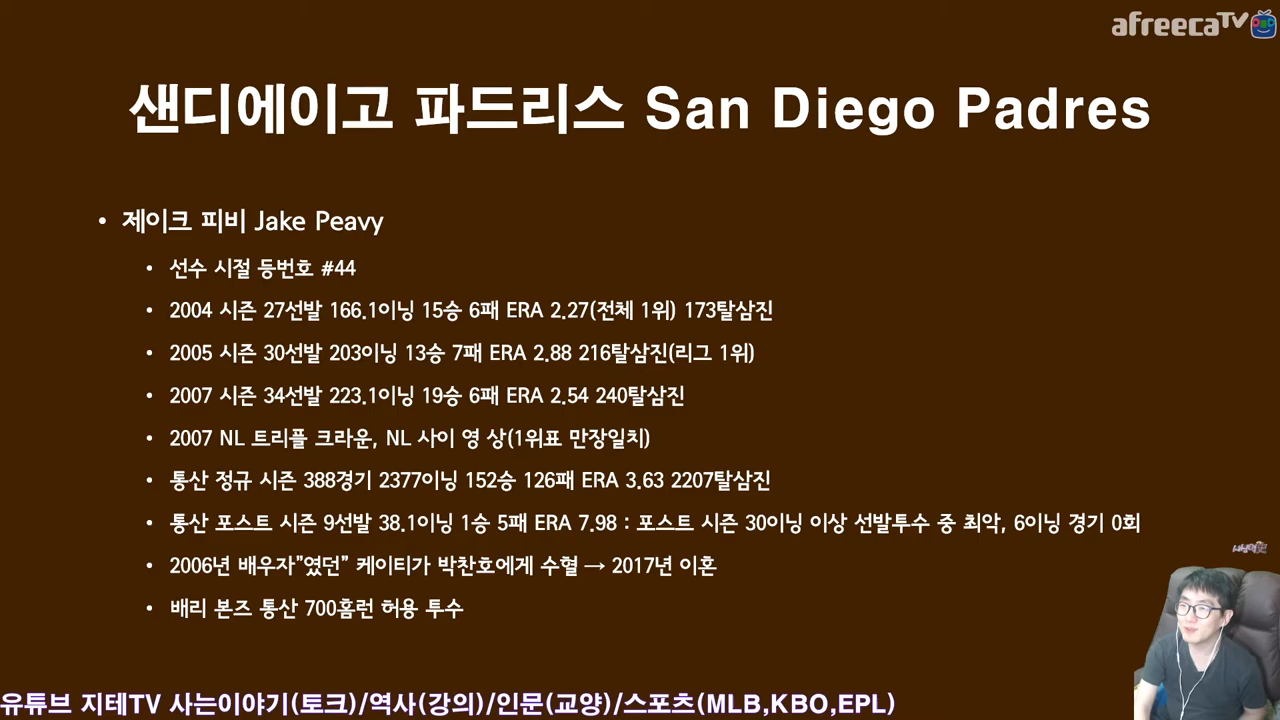 afreecaTV
샌디에이고 파드리스 San Diego Padres
• 제이크 피비 Jake Peavy
• 선수 시절 등번호 #44
• 2004 시즌 27선발 166.1이닝 15승 6패 ERA 2.27(전체 1위) 173탈삼진
• 2005 시즌 30선발 203이닝 13승 7패 ERA 2.88 216탈삼진(리그 1위)
• 2007 시즌 34선발 223.1이닝 19승 6패 ERA 2.54 240탈삼진
• 2007 NL 트리플 크라운, NL 사이 영 상(1위표 만장일치)
• 통산 정규 시즌 388경기 2377이닝 152승 126패 ERA 3.63 2207탈삼진
• 통산 포스트 시즌 9선발 38.1이닝 1승 5패 ERA 7.98 : 포스트 시즌 30이닝 이상 선발투수 중 최악, 6이닝 경기 0회
• 2006년 배우자"였던" 케이티가 박찬호에게 수혈 → 2017년 이혼
• 배리 본즈 통산 700홈런 허용 투수
유튜브 지테TV 사는이야기(토크)/역사(강의)/인문(교양)/스포츠(MLB,KBO,EPL)